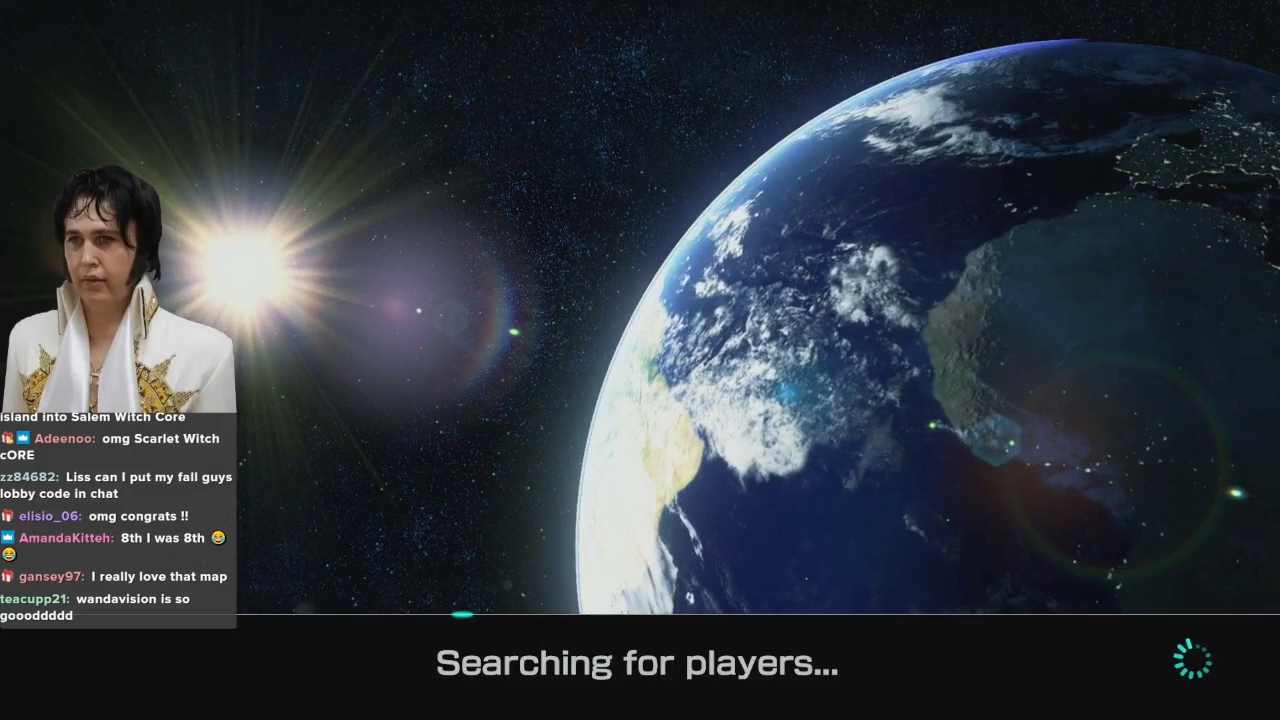 island into Salem Witch Core
Adeenoo: omg Scarlet Witch
cORE
zz84682: Liss can I put my fall guys
lobby code in chat
elisio_06: omg congrats !!
AmandaKitteh: 8th I was 8th 😂
😂
gansey97: I really love that map
teacupp21: wandavision is so
gooodddd
Searching for players...